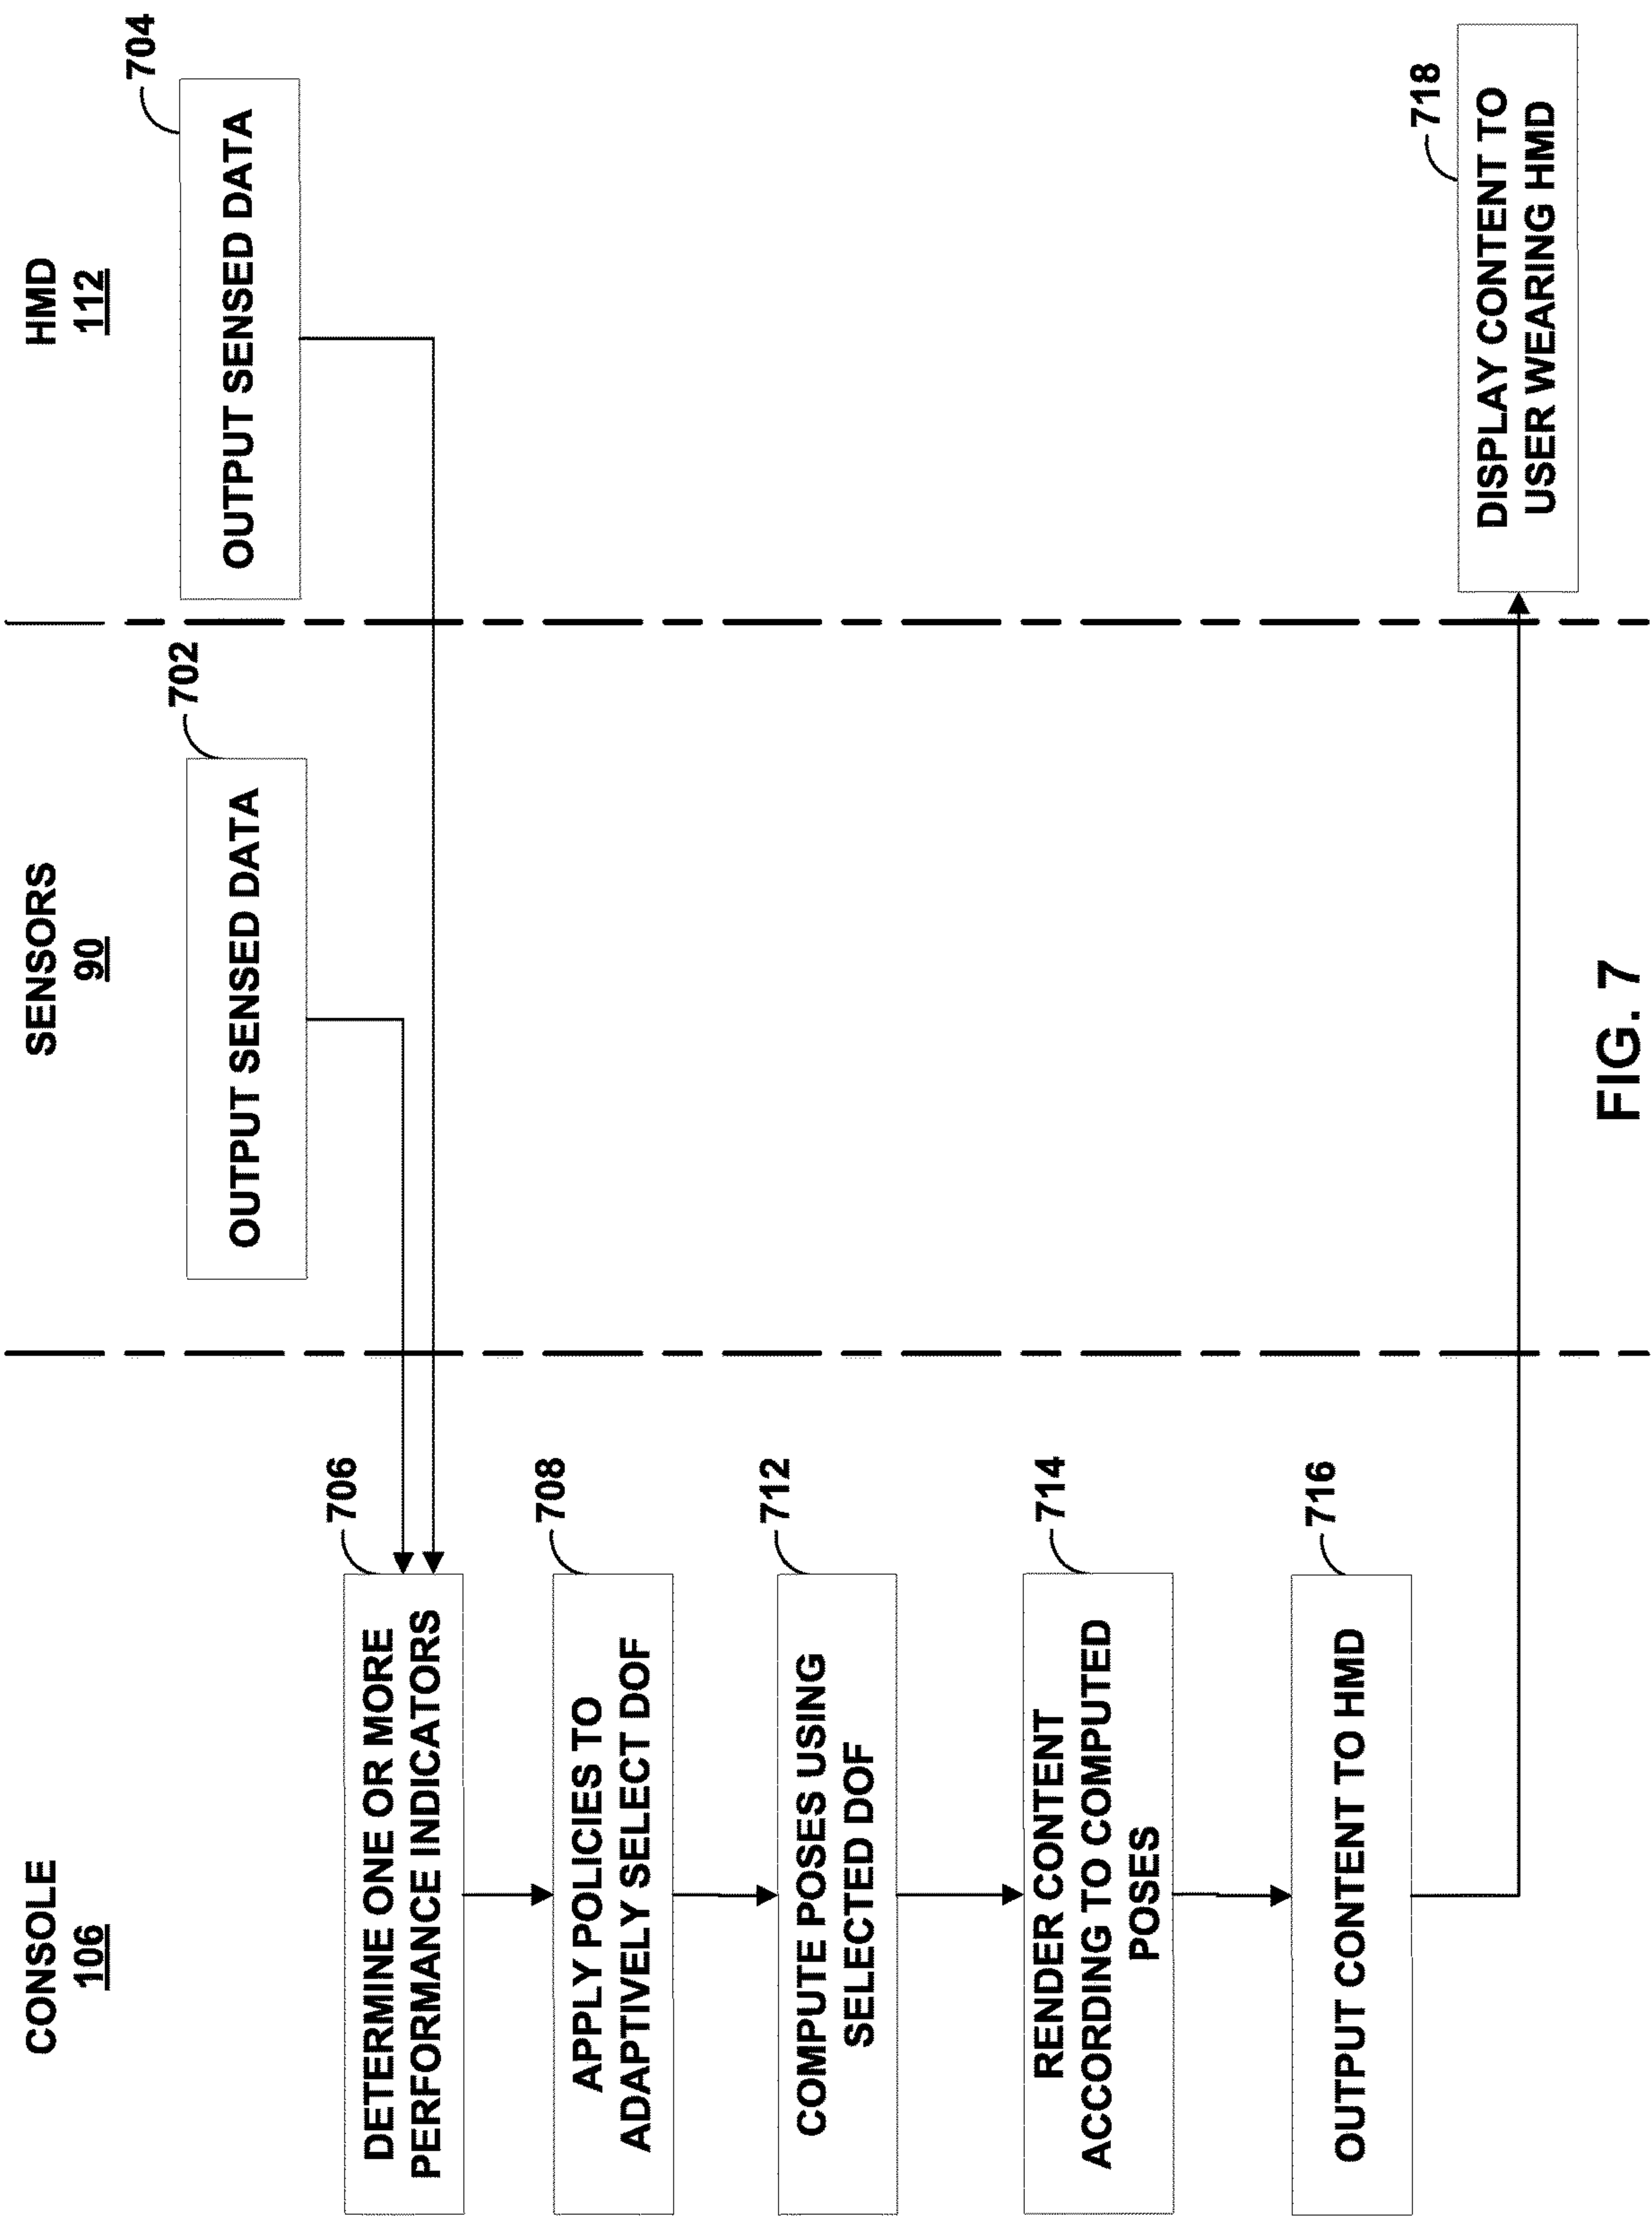 CONSOLE
106
SENSORS
90
HMD
112
702
OUTPUT SENSED DATA
704
OUTPUT SENSED DATA
706
DETERMINE ONE OR MORE
PERFORMANCE INDICATORS
708
APPLY POLICIES TO
ADAPTIVELY SELECT DOF
712
COMPUTE POSES USING
SELECTED DOF
714
RENDER CONTENT
ACCORDING TO COMPUTED
POSES
716
OUTPUT CONTENT TO HMD
718
DISPLAY CONTENT TO
USER WEARING HMD
FIG. 7